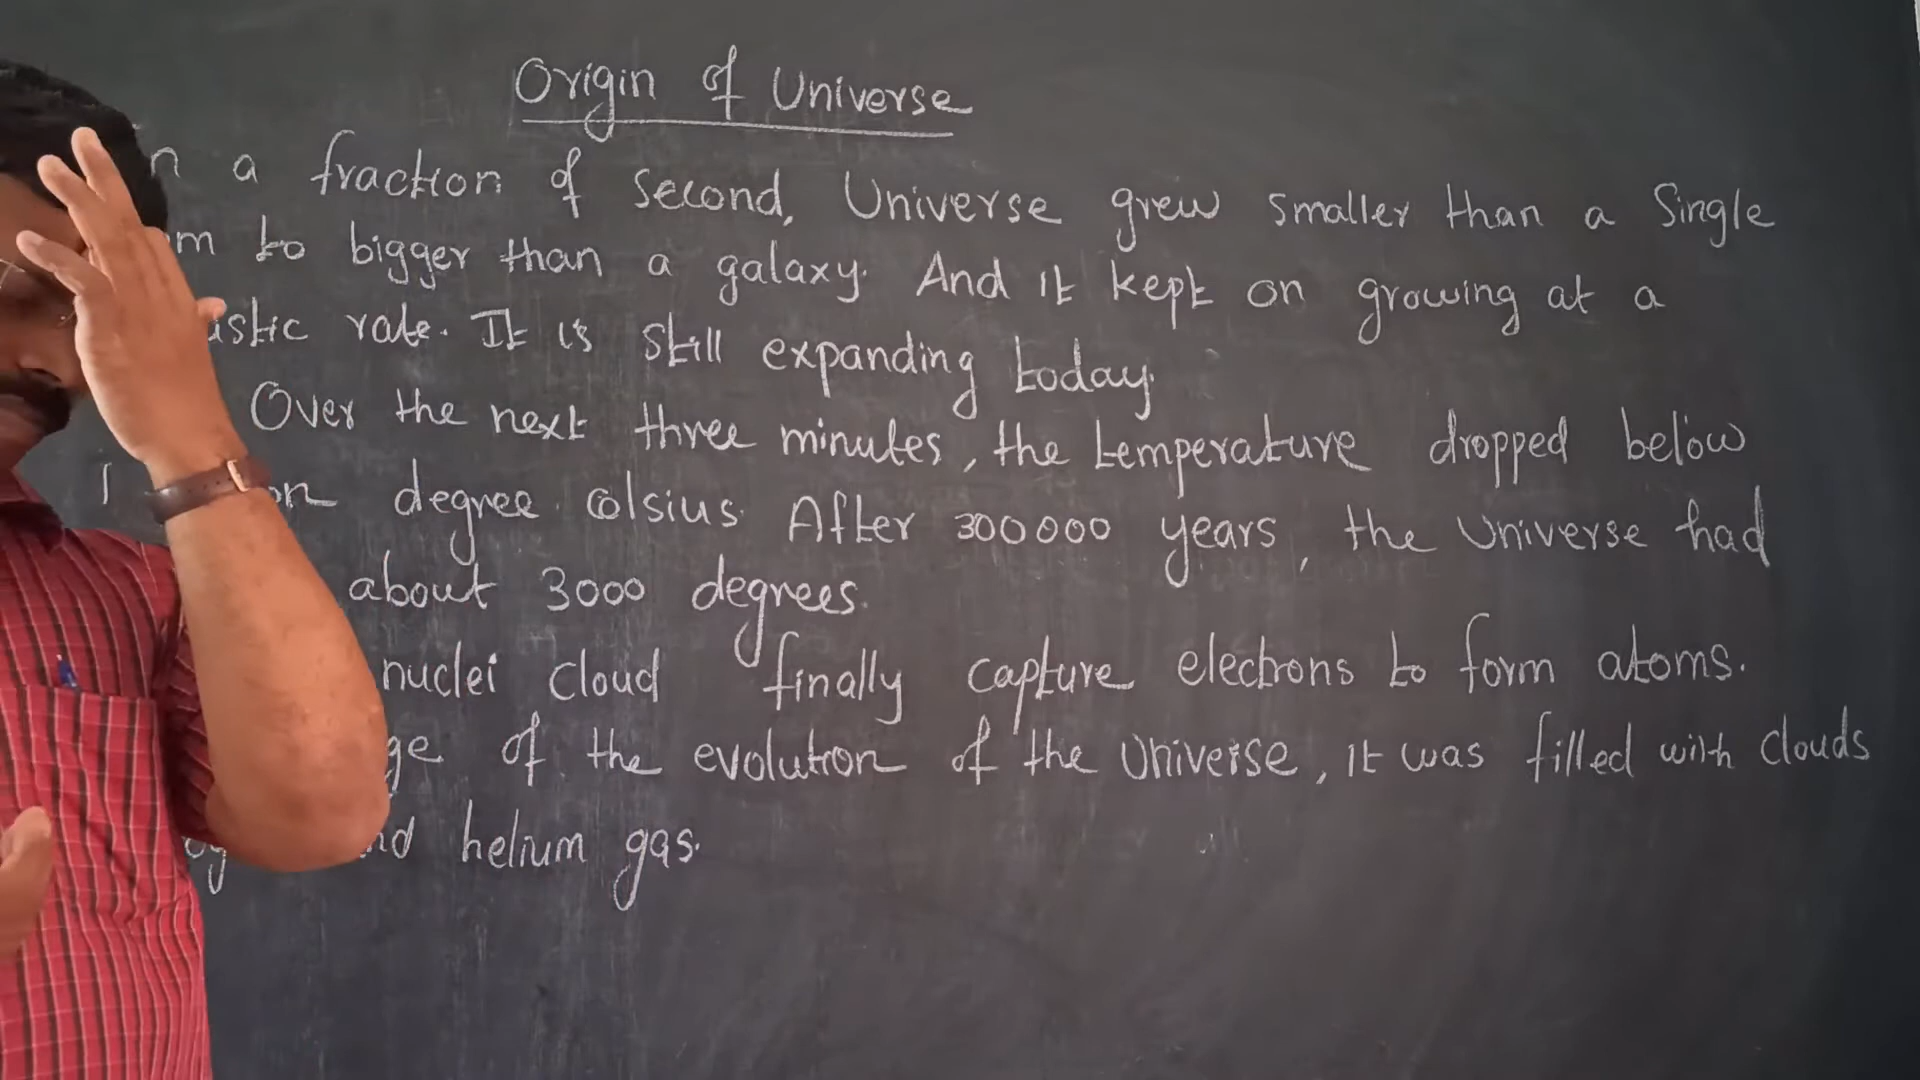 Origin of Universe
a fraction of second, Universe grew smaller than a Single
to bigger than a galaxy. And it kept on growing at a
rate. It is still expanding today.
Over the next three minutes, the temperature dropped below
1 degree colsius. After 300000 years, the Universe had
about 3000 degrees.
nuclei cloud finally capture electrons to form atoms.
of the evolution of the Universe, it was filled with clouds
helium gas.